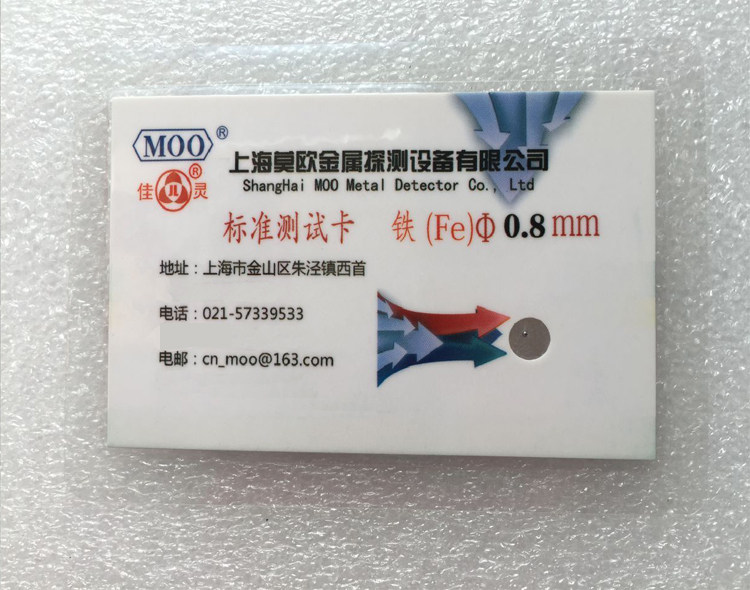 MOO®
上海莫欧金属探测设备有限公司
ShangHai MOO Metal Detector Co., Ltd
佳 灵®
标准测试卡 铁 (Fe)Φ 0.8 mm
地址：上海市金山区朱泾镇西首
电话：021-57339533
电邮：cn_moo@163.com